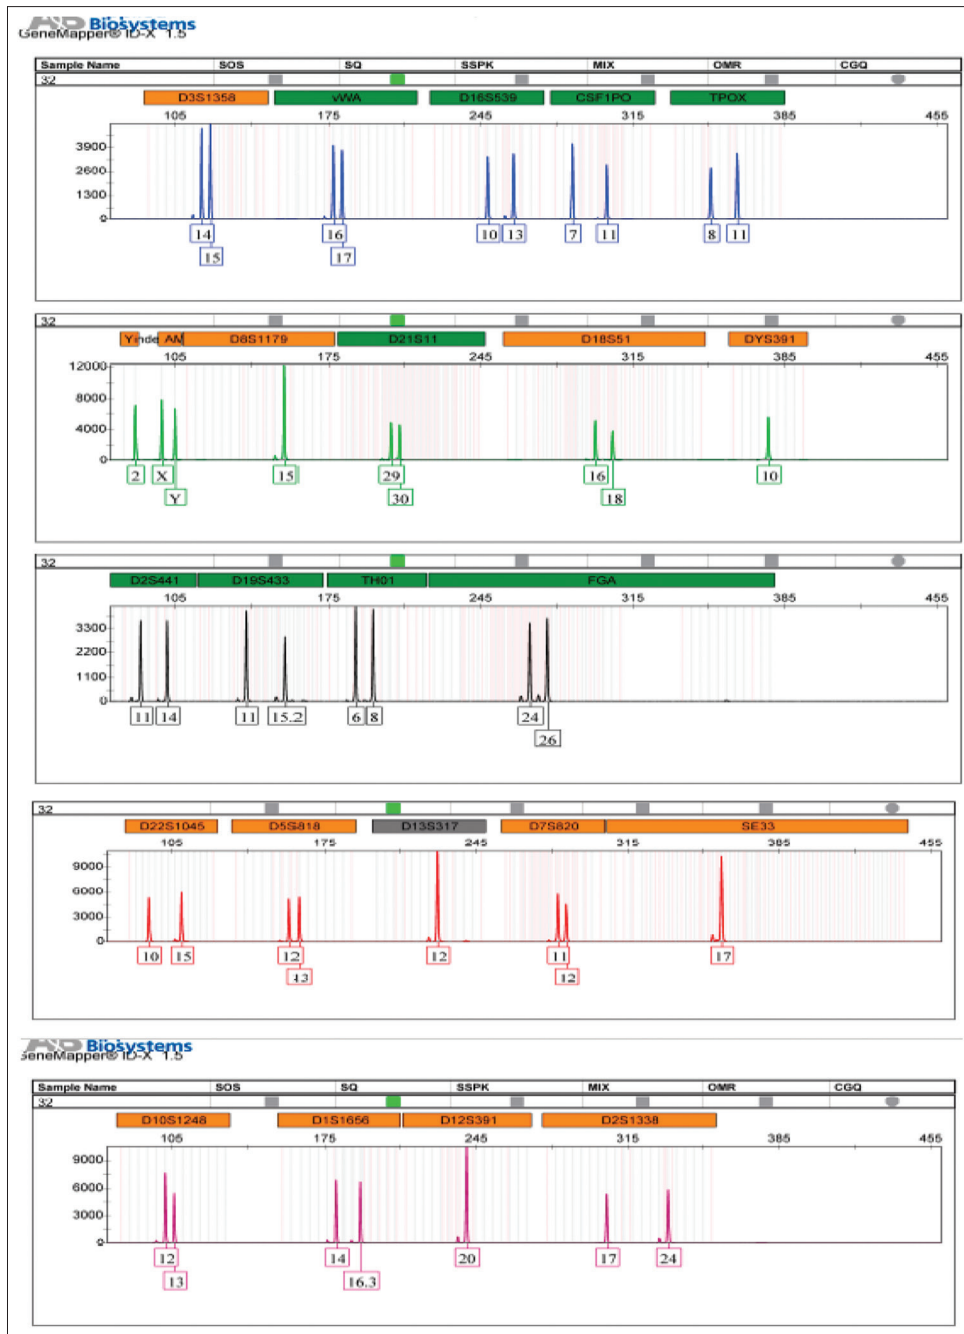 AB Biosystems
GeneMapper® ID-X 1.5
Sample Name SOS SQ SSPK MIX OMR CGQ
32
D3S1358 vWA D16S539 CSF1PO TPOX
105 175 245 315 385 455
3900
2600
1300
0
14 16 10 13 7 11 8 11
15 17
32
Yinde AM D8S1179 D21S11 D18S51 DYS391
105 175 245 315 385 455
12000
8000
4000
0
2 X 15 29 16 10
Y 30 18
32
D2S441 D19S433 TH01 FGA
105 175 245 315 385 455
3300
2200
1100
0
11 14 11 15.2 6 8 24
26
32
D22S1045 D5S818 D13S317 D7S820 SE33
105 175 245 315 385 455
9000
6000
3000
0
10 15 12 12 11 17
13 12
AB Biosystems
GeneMapper® ID-X 1.5
Sample Name SOS SQ SSPK MIX OMR CGQ
32
D10S1248 D1S1656 D12S391 D2S1338
105 175 245 315 385 455
9000
6000
3000
0
12 14 20 17 24
13 16.3